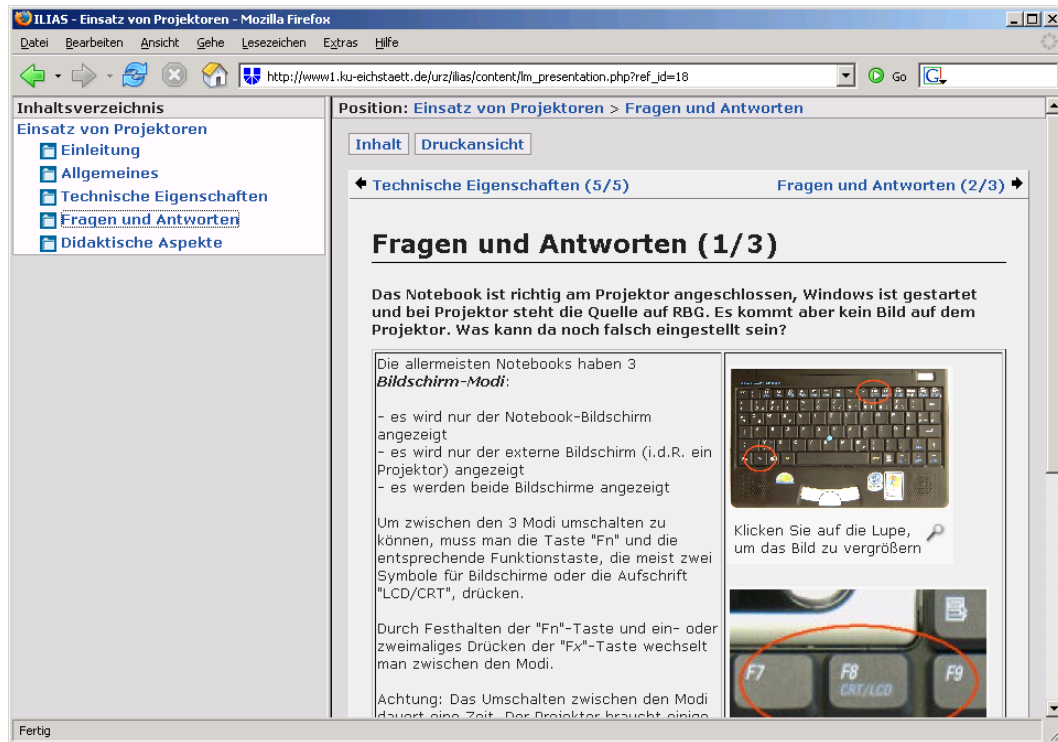 ILIAS - Einsatz von Projektoren - Mozilla Firefox
Datei Bearbeiten Ansicht Gehe Lesezeichen Extras Hilfe
http://www1.ku-eichstaett.de/urz/ilias/content/lm_presentation.php?ref_id=18 Go G
Inhaltsverzeichnis
Einsatz von Projektoren
Einleitung
Allgemeines
Technische Eigenschaften
Fragen und Antworten
Didaktische Aspekte
Position: Einsatz von Projektoren > Fragen und Antworten
Inhalt Druckansicht
Technische Eigenschaften (5/5) Fragen und Antworten (2/3)
Fragen und Antworten (1/3)
Das Notebook ist richtig am Projektor angeschlossen, Windows ist gestartet
und bei Projektor steht die Quelle auf RBG. Es kommt aber kein Bild auf dem
Projektor. Was kann da noch falsch eingestellt sein?
Die allermeisten Notebooks haben 3
Bildschirm-Modi:
- es wird nur der Notebook-Bildschirm
angezeigt
- es wird nur der externe Bildschirm (i.d.R. ein
Projektor) angezeigt
- es werden beide Bildschirme angezeigt
Um zwischen den 3 Modi umschalten zu
können, muss man die Taste "Fn" und die
entsprechende Funktionstaste, die meist zwei
Symbole für Bildschirme oder die Aufschrift
"LCD/CRT", drücken.
Durch Festhalten der "Fn"-Taste und ein- oder
zweimaliges Drücken der "Fx"-Taste wechselt
man zwischen den Modi.
Achtung: Das Umschalten zwischen den Modi
dauert eine Zeit. Der Projektor braucht einige
Klicken Sie auf die Lupe,
um das Bild zu vergrößern
F7 F8 F9
CRT/LCD
Fertig